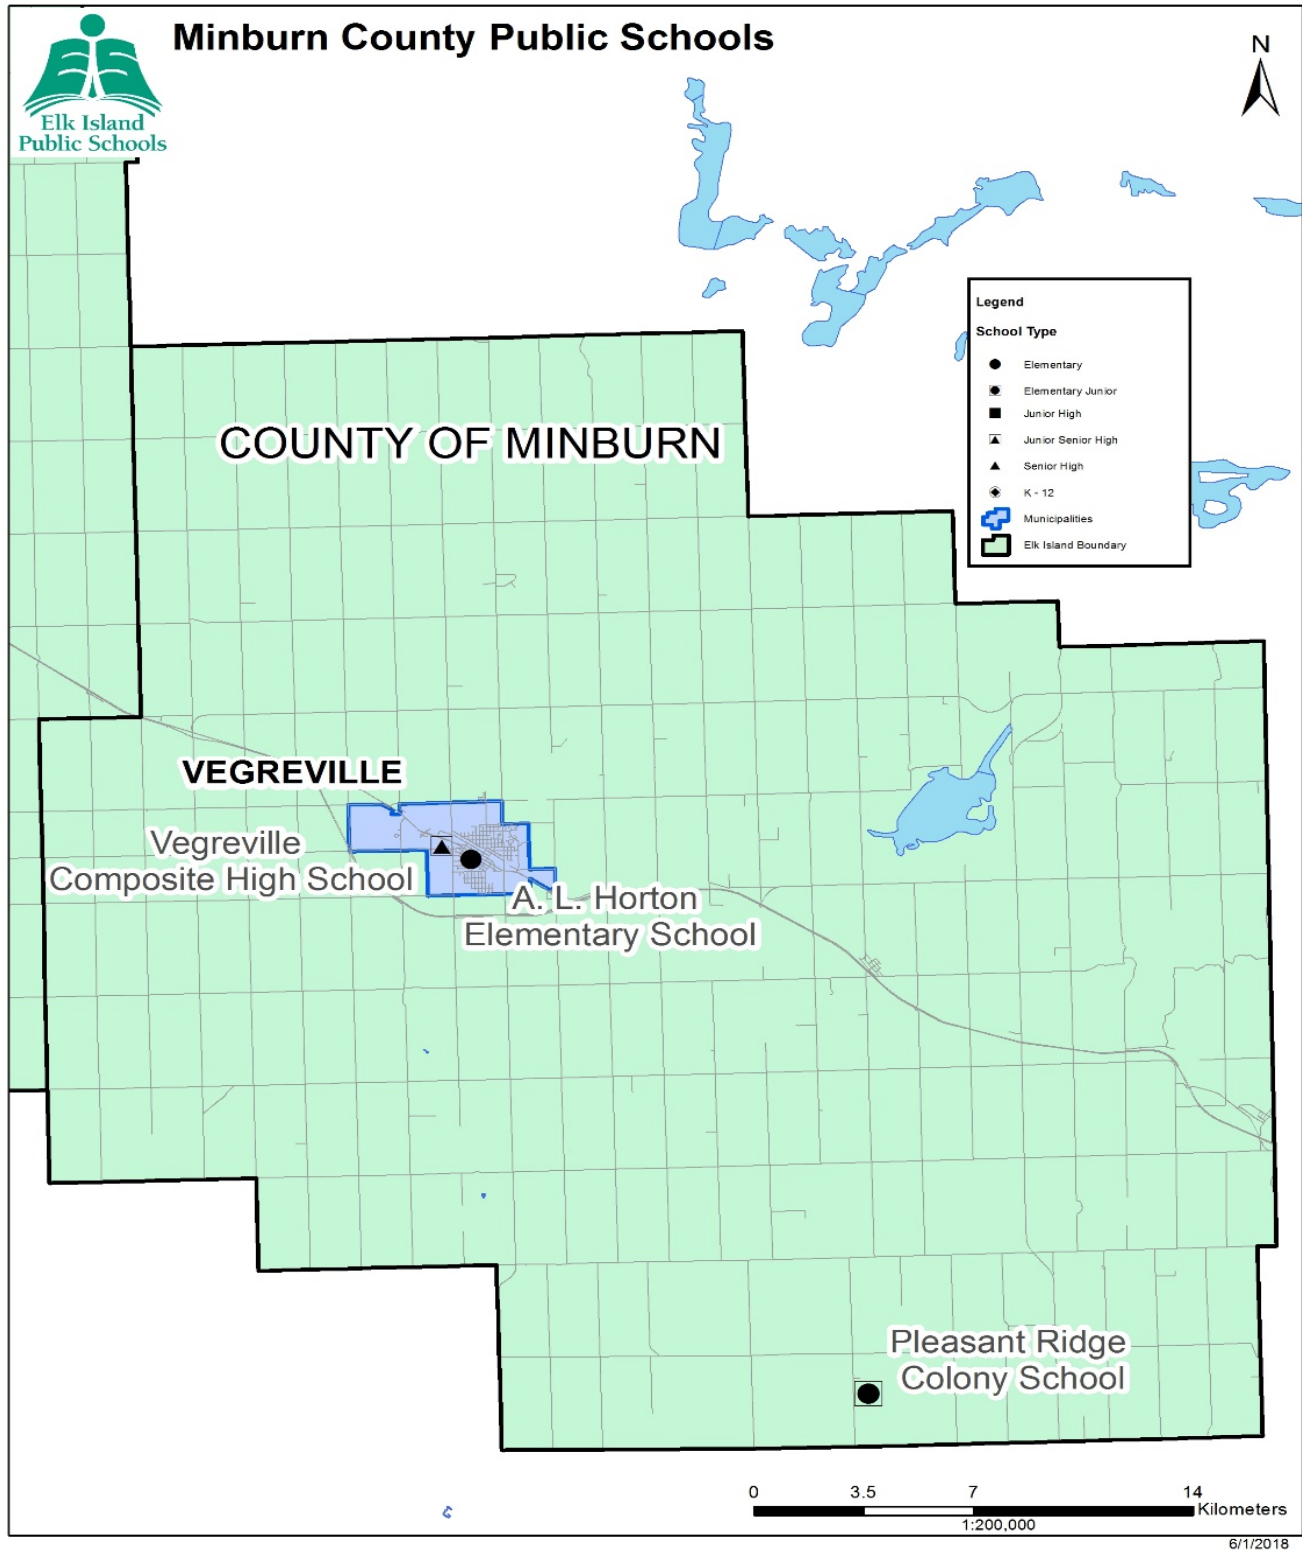 Minburn County Public Schools
Elk Island
Public Schools
N
Legend
School Type
Elementary
Elementary Junior
Junior High
Junior Senior High
Senior High
K - 12
Municipalities
Elk Island Boundary
COUNTY OF MINBURN
VEGREVILLE
Vegreville
Composite High School
A. L. Horton
Elementary School
Pleasant Ridge
Colony School
0 3.5 7 14
Kilometers
1:200,000
6/1/2018